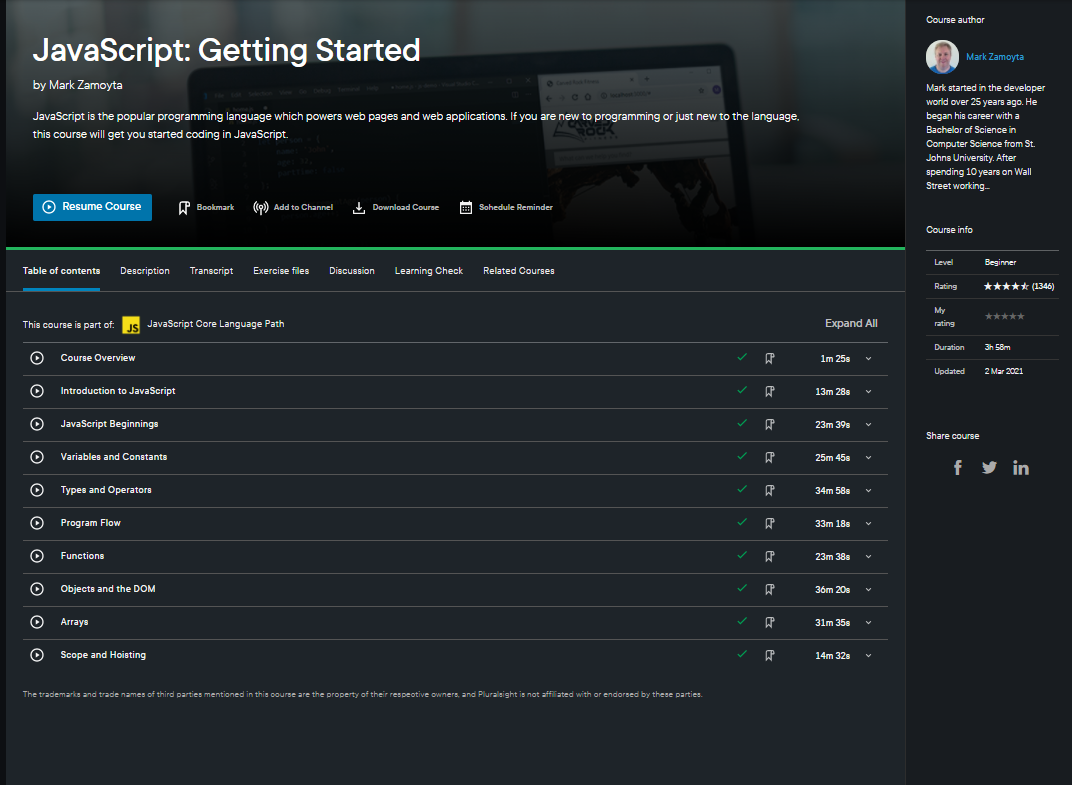 JavaScript: Getting Started
by Mark Zamoyta
JavaScript is the popular programming language which powers web pages and web applications. If you are new to programming or just new to the language,
this course will get you started coding in JavaScript.
Resume Course
Bookmark
Add to Channel
Download Course
Schedule Reminder
Table of contents
Description
Transcript
Exercise files
Discussion
Learning Check
Related Courses
This course is part of:
JS
JavaScript Core Language Path
Expand All
Course Overview 1m 25s
Introduction to JavaScript 13m 28s
JavaScript Beginnings 23m 39s
Variables and Constants 25m 45s
Types and Operators 34m 58s
Program Flow 33m 18s
Functions 23m 38s
Objects and the DOM 36m 20s
Arrays 31m 35s
Scope and Hoisting 14m 32s
The trademarks and trade names of third parties mentioned in this course are the property of their respective owners, and Pluralsight is not affiliated with or endorsed by these parties.
Course author
Mark Zamoyta
Mark started in the developer
world over 25 years ago. He
began his career with a
Bachelor of Science in
Computer Science from St.
Johns University. After
spending 10 years on Wall
Street working...
Course info
Level Beginner
Rating ★★★★⯨ (1346)
My
rating ★★★★★
Duration 3h 58m
Updated 2 Mar 2021
Share course